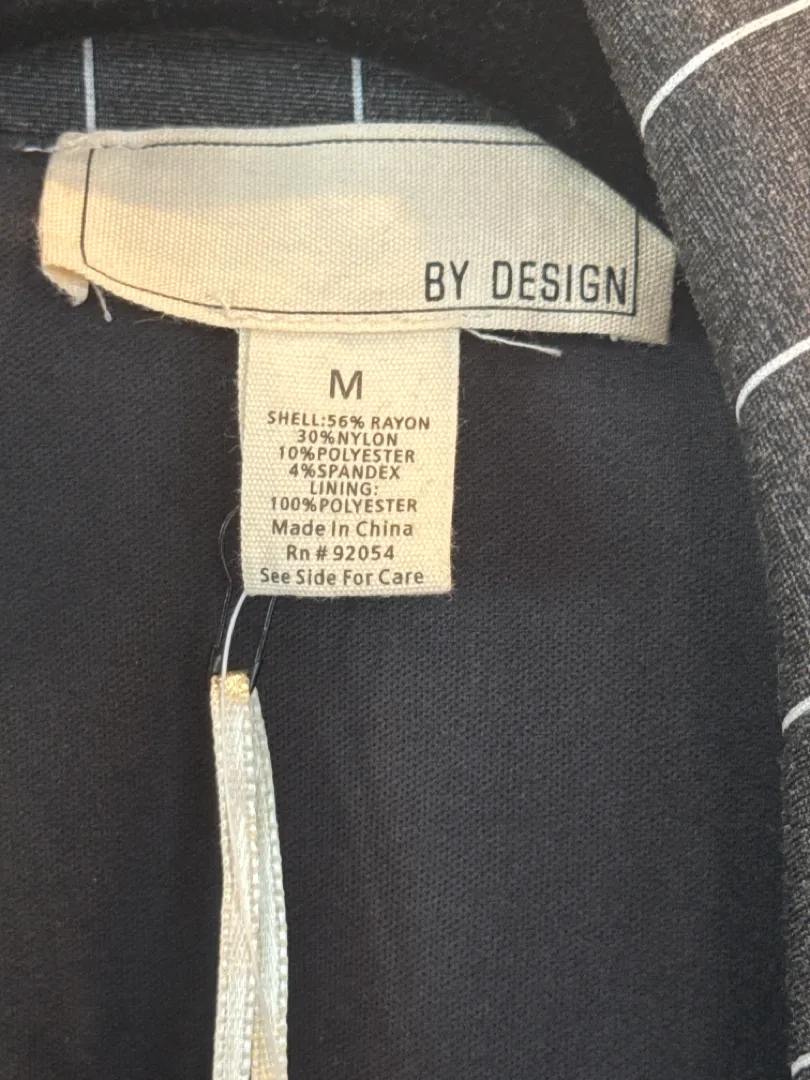 BY DESIGN
M
SHELL:56% RAYON
30%NYLON
10%POLYESTER
4%SPANDEX
LINING:
100%POLYESTER
Made In China
Rn # 92054
See Side For Care